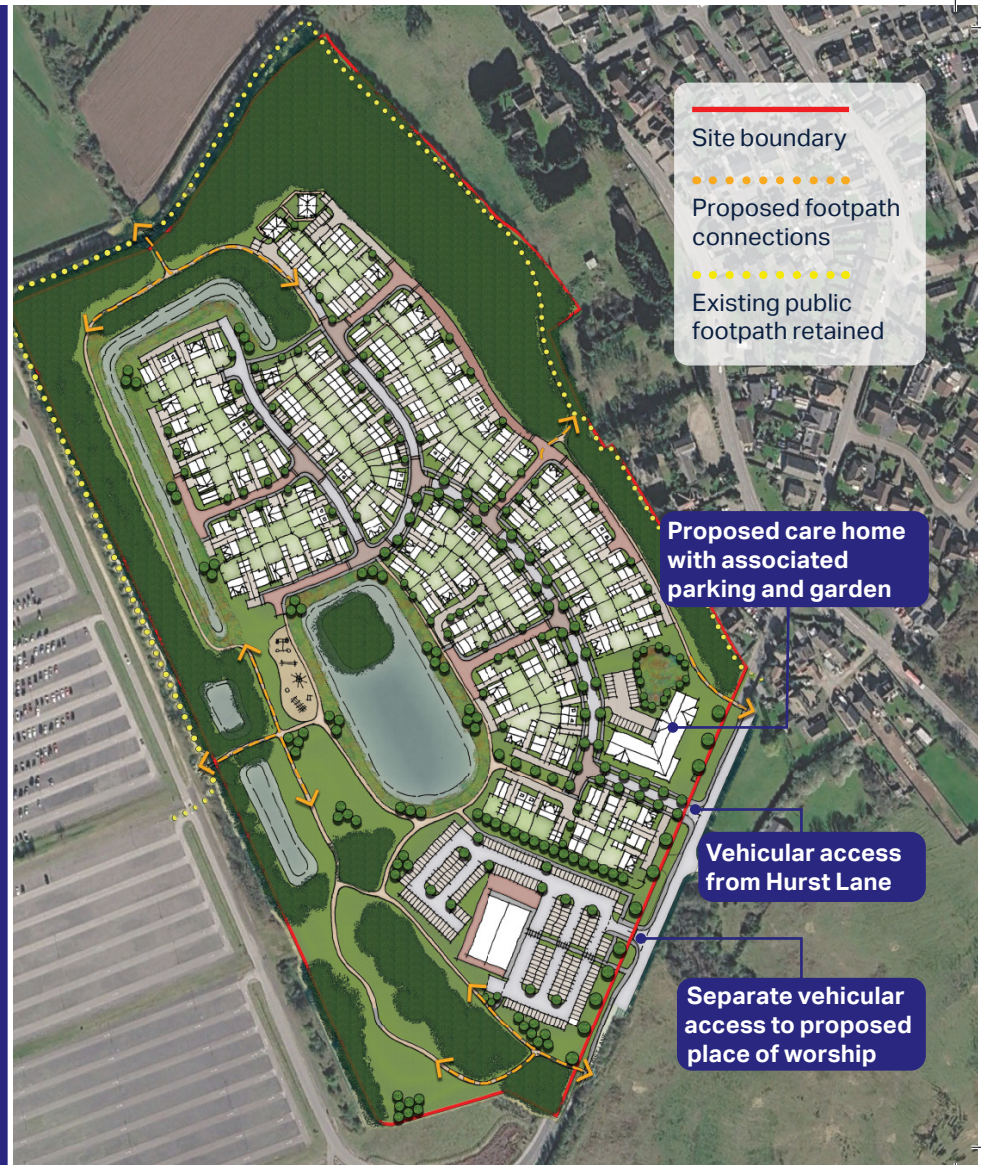 Site boundary
Proposed footpath
connections
Existing public
footpath retained
Proposed care home
with associated
parking and garden
Vehicular access
from Hurst Lane
Separate vehicular
access to proposed
place of worship